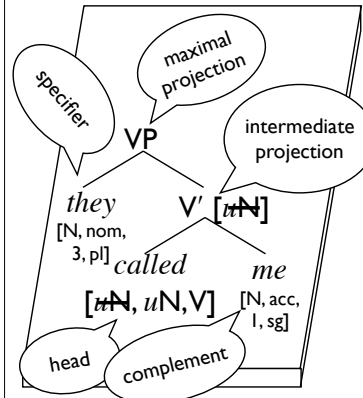 maximal
projection
specifier
VP
intermediate
projection
they
V′ [uN]
[N, nom,
3, pl]
called
me
[uN, uN, V]
[N, acc,
1, sg]
head
complement